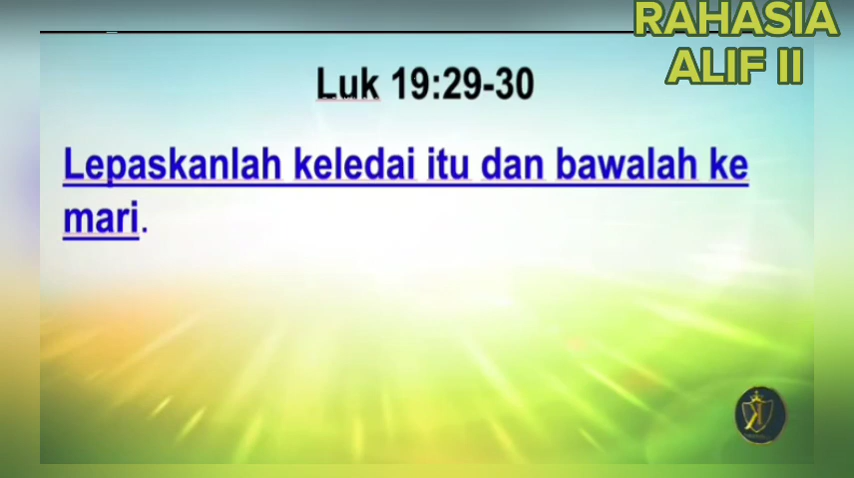 RAHASIA
ALIF II
Luk 19:29-30
Lepaskanlah keledai itu dan bawalah ke
mari.